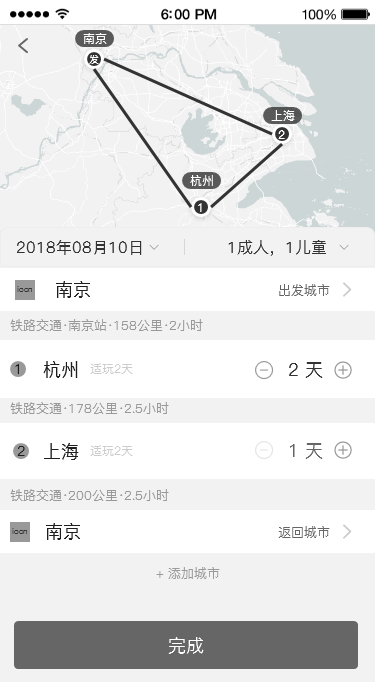 6:00 PM
100%
南京
发
上海
2
杭州
1
2018年08月10日
1成人，1儿童
icon 南京 出发城市
铁路交通·南京站·158公里·2小时
1 杭州 适玩2天 2 天
铁路交通·178公里·2.5小时
2 上海 适玩2天 1 天
铁路交通·200公里·2.5小时
icon 南京 返回城市
+ 添加城市
完成